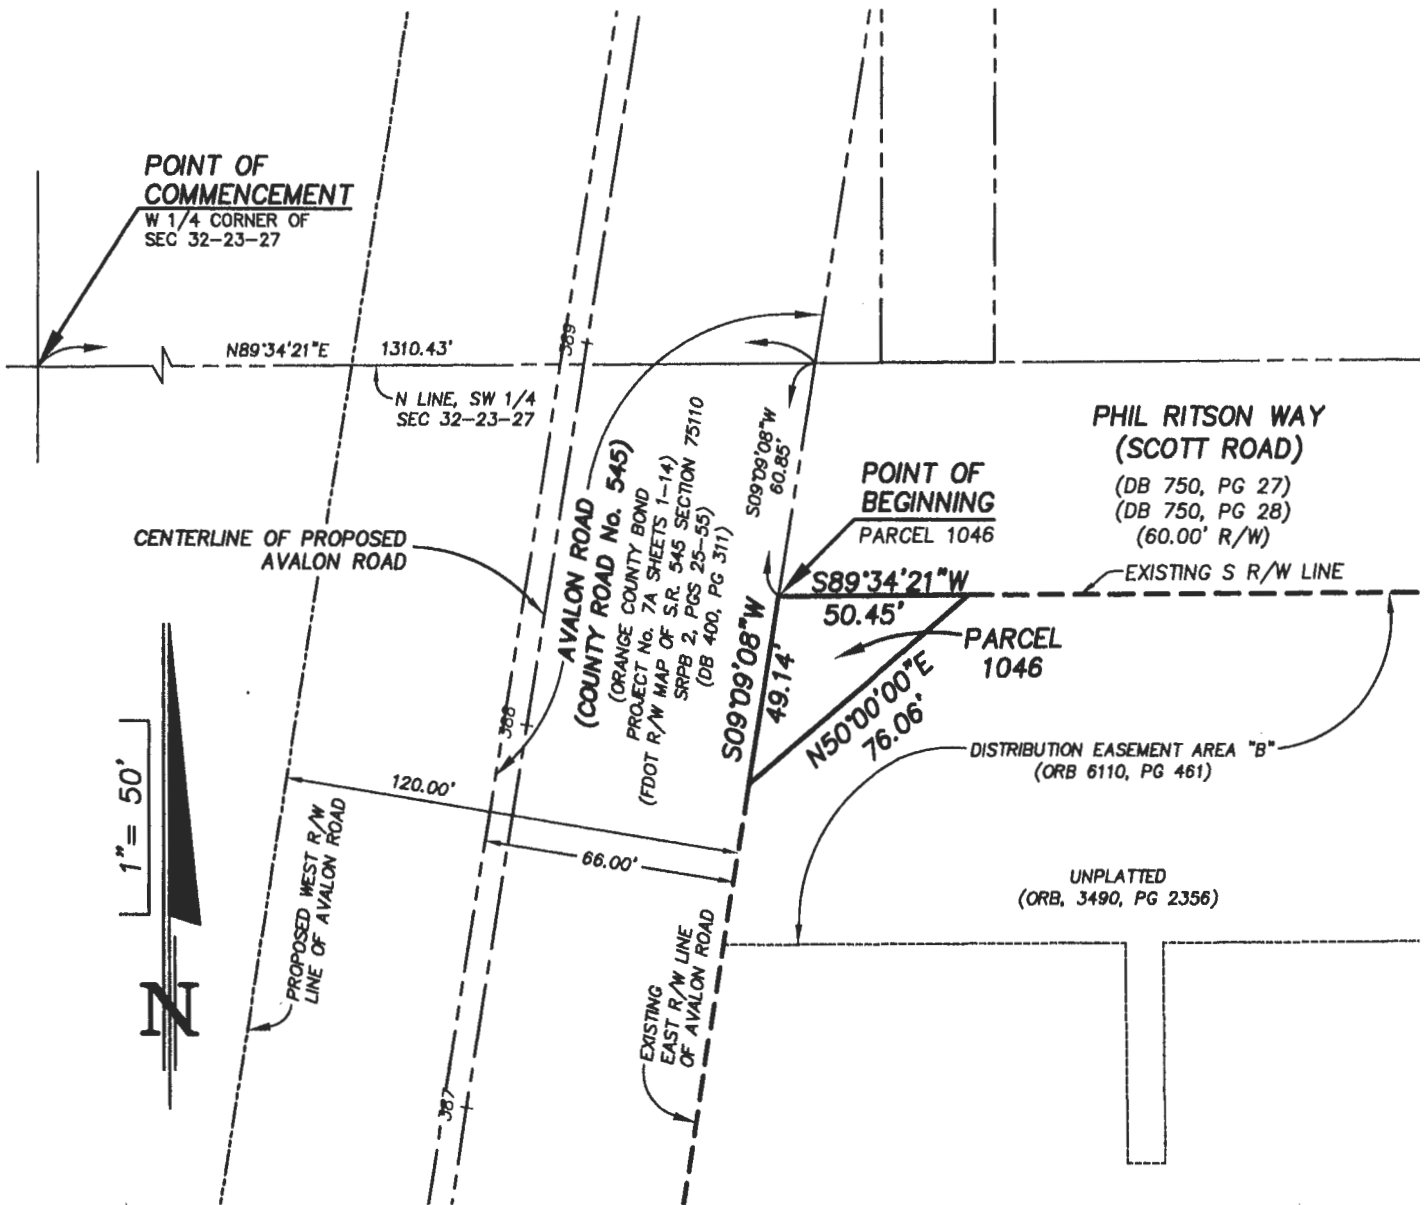 POINT OF
COMMENCEMENT
W 1/4 CORNER OF
SEC 32-23-27
N89°34'21"E 1310.43'
N LINE, SW 1/4
SEC 32-23-27
389
CENTERLINE OF PROPOSED
AVALON ROAD
AVALON ROAD
(COUNTY ROAD No. 545)
(ORANGE COUNTY BOND
PROJECT No. 7A SHEETS 1-14)
(FDOT R/W MAP OF S.R. 545 SECTION 75110
SRPB 2, PGS 25-55)
(DB 400, PG 311)
S09°09'08"W
60.85'
POINT OF
BEGINNING
PARCEL 1046
PHIL RITSON WAY
(SCOTT ROAD)
(DB 750, PG 27)
(DB 750, PG 28)
(60.00' R/W)
EXISTING S R/W LINE
S89°34'21"W
50.45'
S09°09'08"W
49.14'
N50°00'00"E
76.06'
PARCEL
1046
388
1"= 50'
120.00'
66.00'
DISTRIBUTION EASEMENT AREA "B"
(ORB 6110, PG 461)
UNPLATTED
(ORB, 3490, PG 2356)
PROPOSED WEST R/W
LINE OF AVALON ROAD
EXISTING
EAST R/W LINE
OF AVALON ROAD
N
387